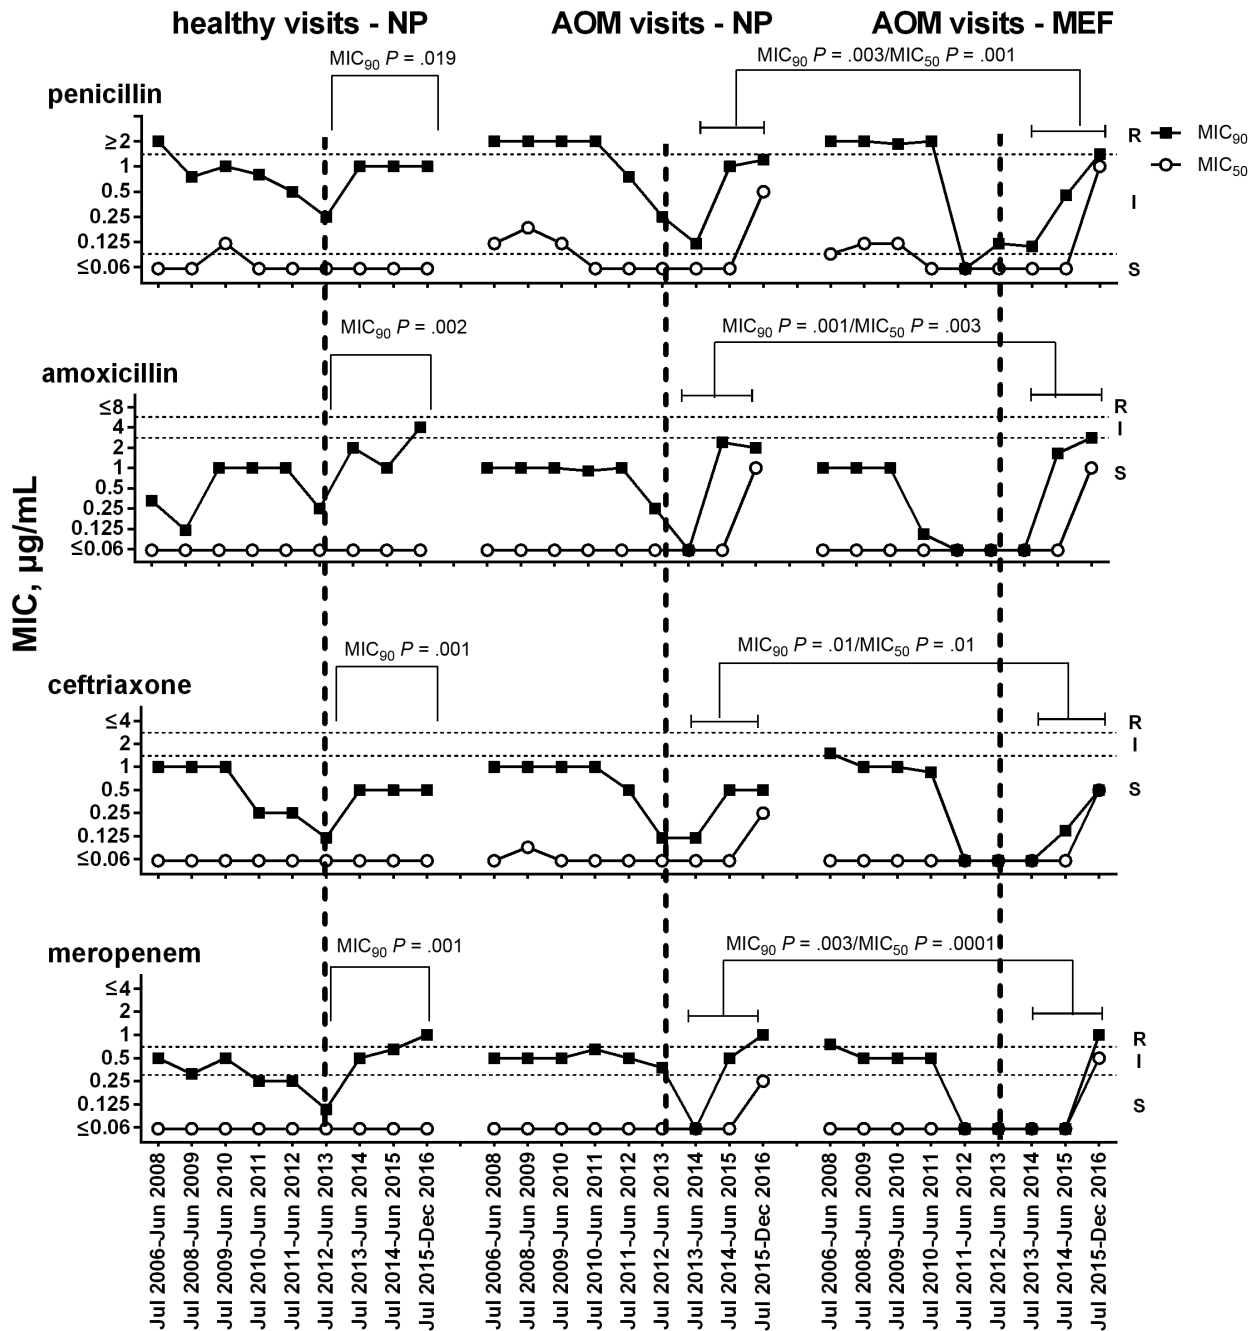 healthy visits - NP AOM visits - NP AOM visits - MEF
MIC90 P = .019 MIC90 P = .003/MIC50 P = .001
penicillin
R MIC90
MIC50
I
S
≥2
1
0.5
0.25
0.125
≤0.06
MIC90 P = .002 MIC90 P = .001/MIC50 P = .003
amoxicillin
≤8
4
2
1
0.5
0.25
0.125
≤0.06
R
I
S
MIC, µg/mL
MIC90 P = .001 MIC90 P = .01/MIC50 P = .01
ceftriaxone
≤4
2
1
0.5
0.25
0.125
≤0.06
R
I
S
MIC90 P = .001 MIC90 P = .003/MIC50 P = .0001
meropenem
≤4
2
1
0.5
0.25
0.125
≤0.06
R
I
S
Jul 2006-Jun 2008
Jul 2008-Jun 2009
Jul 2009-Jun 2010
Jul 2010-Jun 2011
Jul 2011-Jun 2012
Jul 2012-Jun 2013
Jul 2013-Jun 2014
Jul 2014-Jun 2015
Jul 2015-Dec 2016
Jul 2006-Jun 2008
Jul 2008-Jun 2009
Jul 2009-Jun 2010
Jul 2010-Jun 2011
Jul 2011-Jun 2012
Jul 2012-Jun 2013
Jul 2013-Jun 2014
Jul 2014-Jun 2015
Jul 2015-Dec 2016
Jul 2006-Jun 2008
Jul 2008-Jun 2009
Jul 2009-Jun 2010
Jul 2010-Jun 2011
Jul 2011-Jun 2012
Jul 2012-Jun 2013
Jul 2013-Jun 2014
Jul 2014-Jun 2015
Jul 2015-Dec 2016